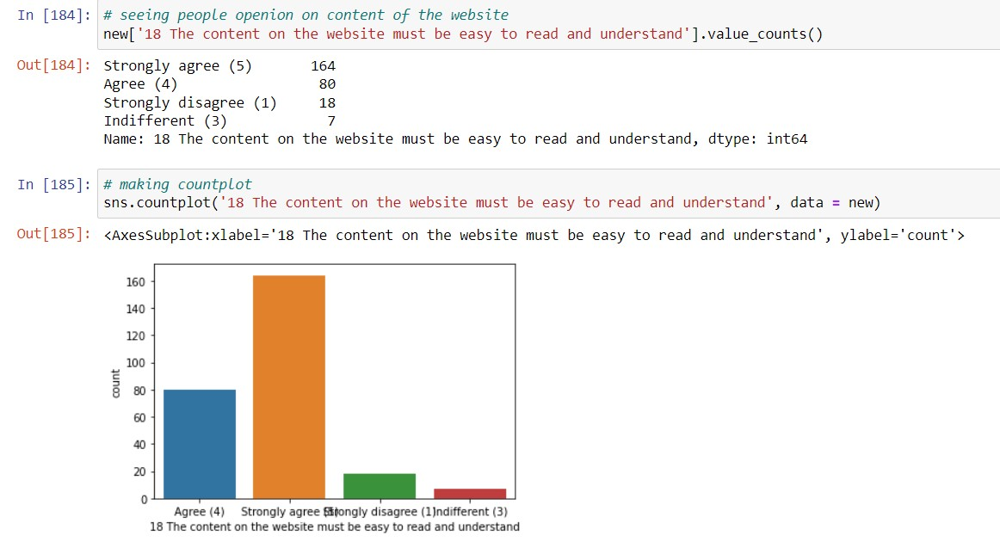 In [184]: # seeing people openion on content of the website
new['18 The content on the website must be easy to read and understand'].value_counts()
Out[184]: Strongly agree (5) 164
Agree (4) 80
Strongly disagree (1) 18
Indifferent (3) 7
Name: 18 The content on the website must be easy to read and understand, dtype: int64
In [185]: # making countplot
sns.countplot('18 The content on the website must be easy to read and understand', data = new)
Out[185]: <AxesSubplot:xlabel='18 The content on the website must be easy to read and understand', ylabel='count'>
160
140
120
100
80
60
40
20
0
count
Agree (4) Strongly agree (5) Strongly disagree (1) Indifferent (3)
18 The content on the website must be easy to read and understand